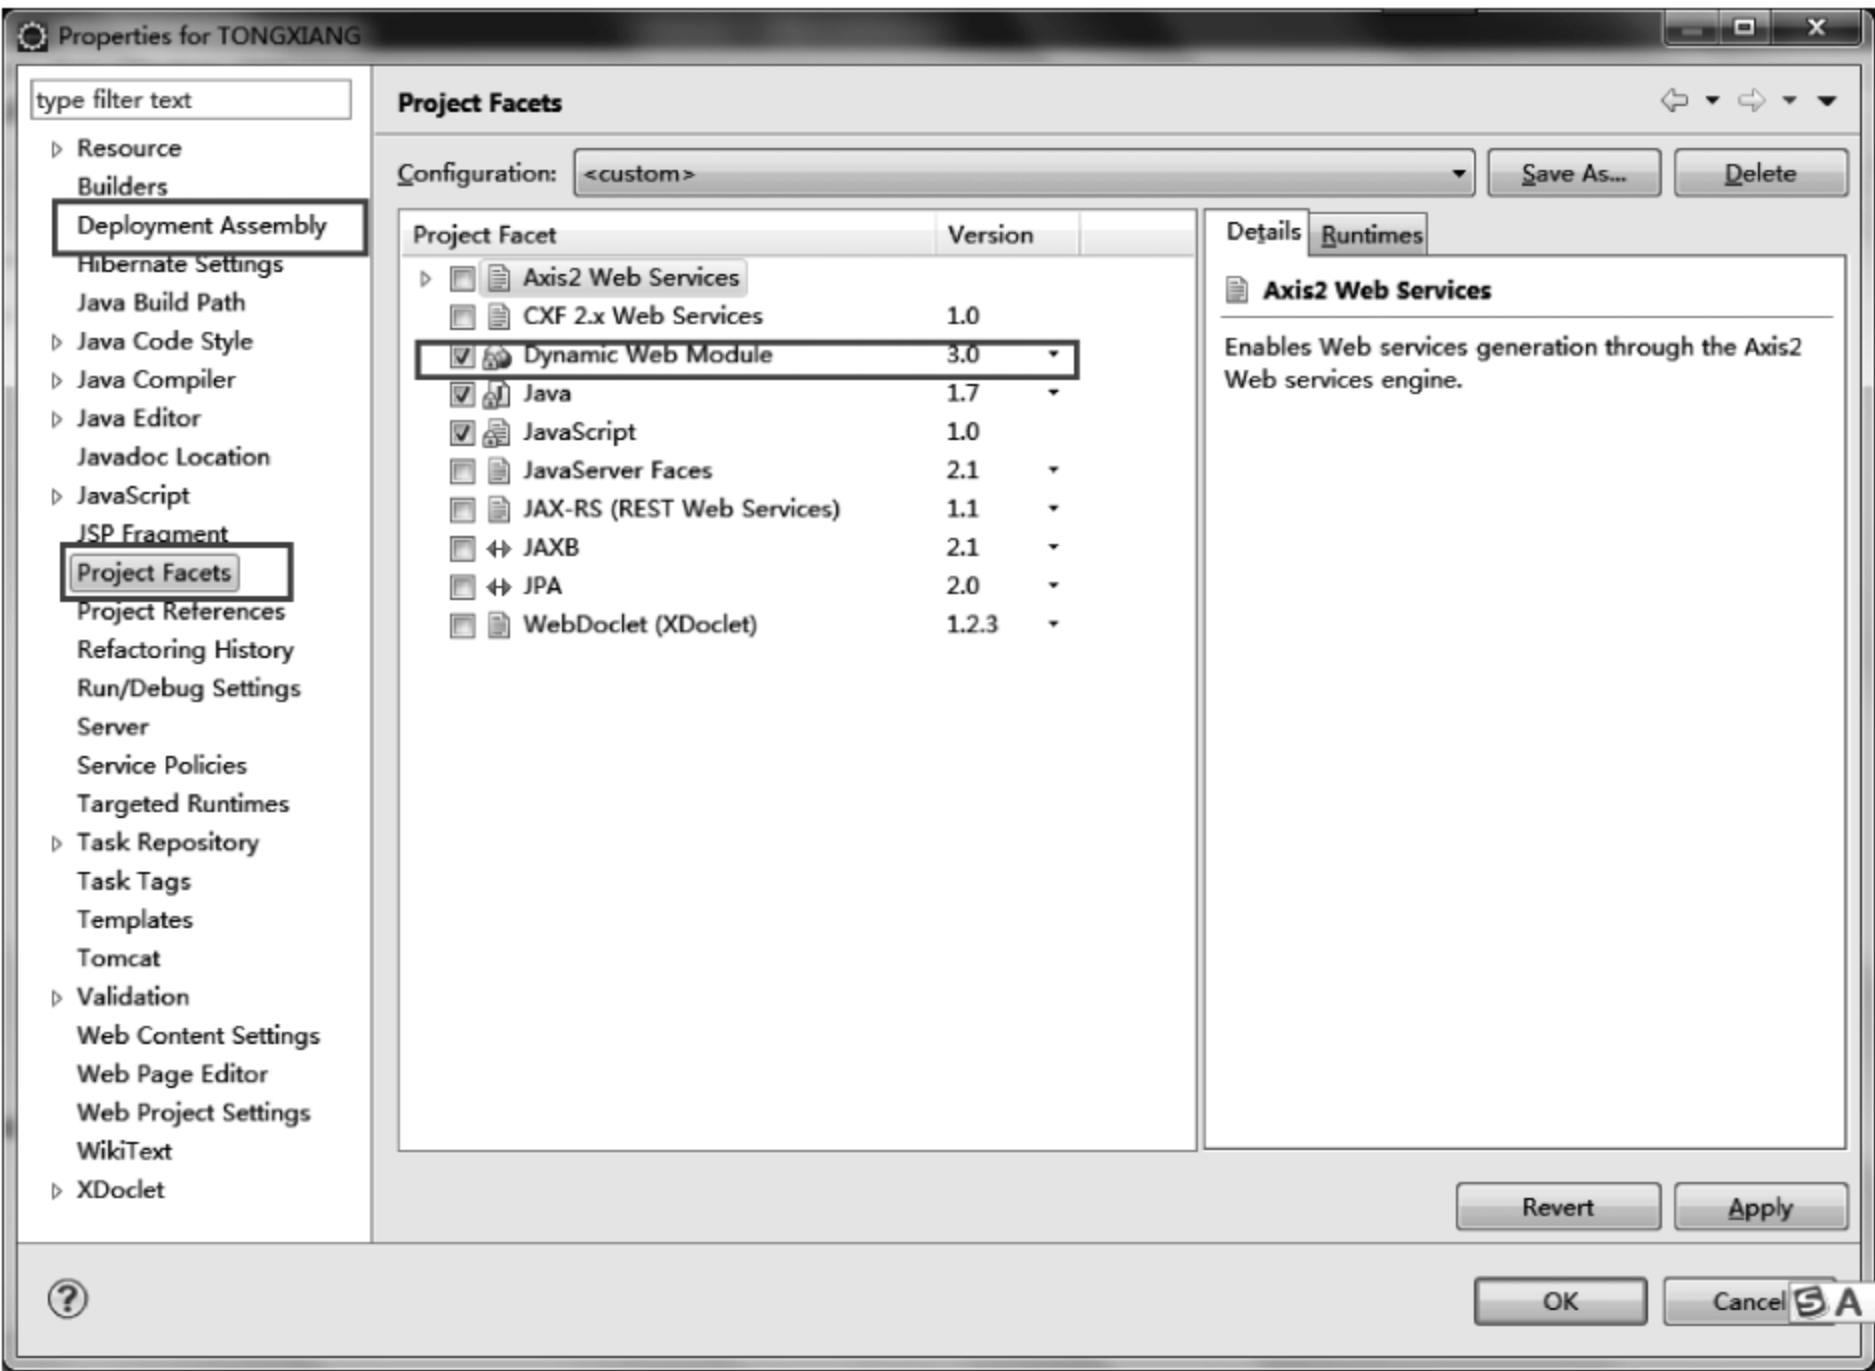 Properties for TONGXIANG
type filter text
Resource
Builders
Deployment Assembly
Hibernate Settings
Java Build Path
Java Code Style
Java Compiler
Java Editor
Javadoc Location
JavaScript
JSP Fragment
Project Facets
Project References
Refactoring History
Run/Debug Settings
Server
Service Policies
Targeted Runtimes
Task Repository
Task Tags
Templates
Tomcat
Validation
Web Content Settings
Web Page Editor
Web Project Settings
WikiText
XDoclet
Project Facets
Configuration: <custom> Save As... Delete
Project Facet Version
Axis2 Web Services
CXF 2.x Web Services 1.0
Dynamic Web Module 3.0
Java 1.7
JavaScript 1.0
JavaServer Faces 2.1
JAX-RS (REST Web Services) 1.1
JAXB 2.1
JPA 2.0
WebDoclet (XDoclet) 1.2.3
Details Runtimes
Axis2 Web Services
Enables Web services generation through the Axis2
Web services engine.
Revert Apply
? OK Cancel S A